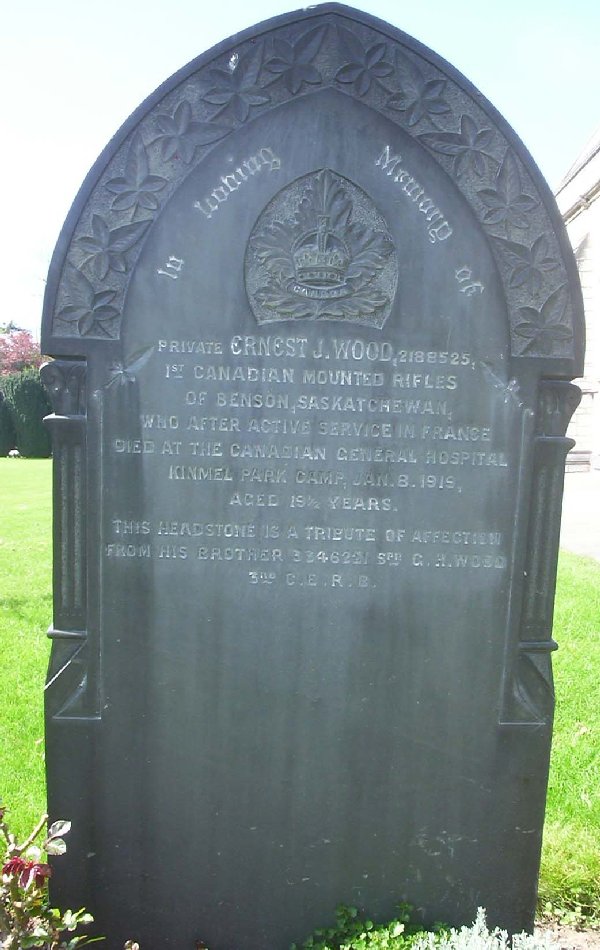 In loving Memory of
CANADA
PRIVATE ERNEST J. WOOD, 2188525,
1ST CANADIAN MOUNTED RIFLES
OF BENSON, SASKATCHEWAN,
WHO AFTER ACTIVE SERVICE IN FRANCE
DIED AT THE CANADIAN GENERAL HOSPITAL
KINMEL PARK CAMP, JAN. 8. 1919,
AGED 19½ YEARS.
THIS HEADSTONE IS A TRIBUTE OF AFFECTION
FROM HIS BROTHER SPR G. H. WOOD
3RD C.E.R.B.